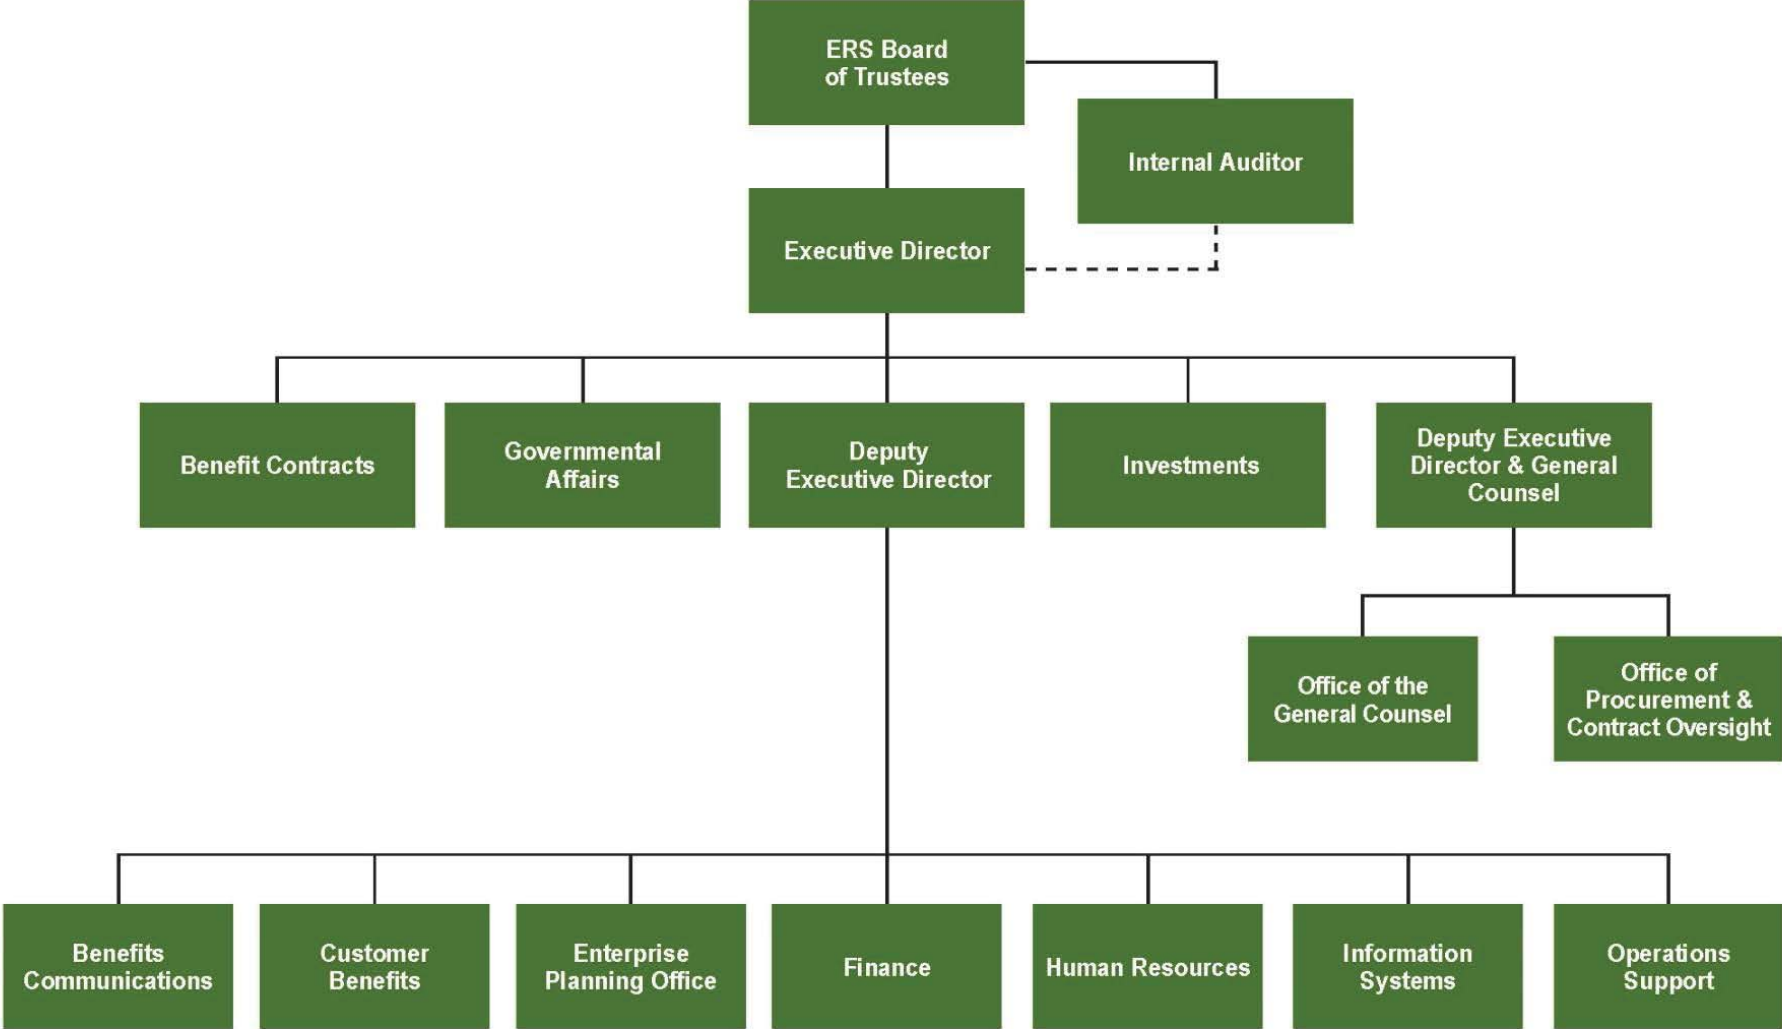 ERS Board
of Trustees
Internal Auditor
Executive Director
Benefit Contracts
Governmental
Affairs
Deputy
Executive Director
Investments
Deputy Executive
Director & General
Counsel
Office of the
General Counsel
Office of
Procurement &
Contract Oversight
Benefits
Communications
Customer
Benefits
Enterprise
Planning Office
Finance
Human Resources
Information
Systems
Operations
Support